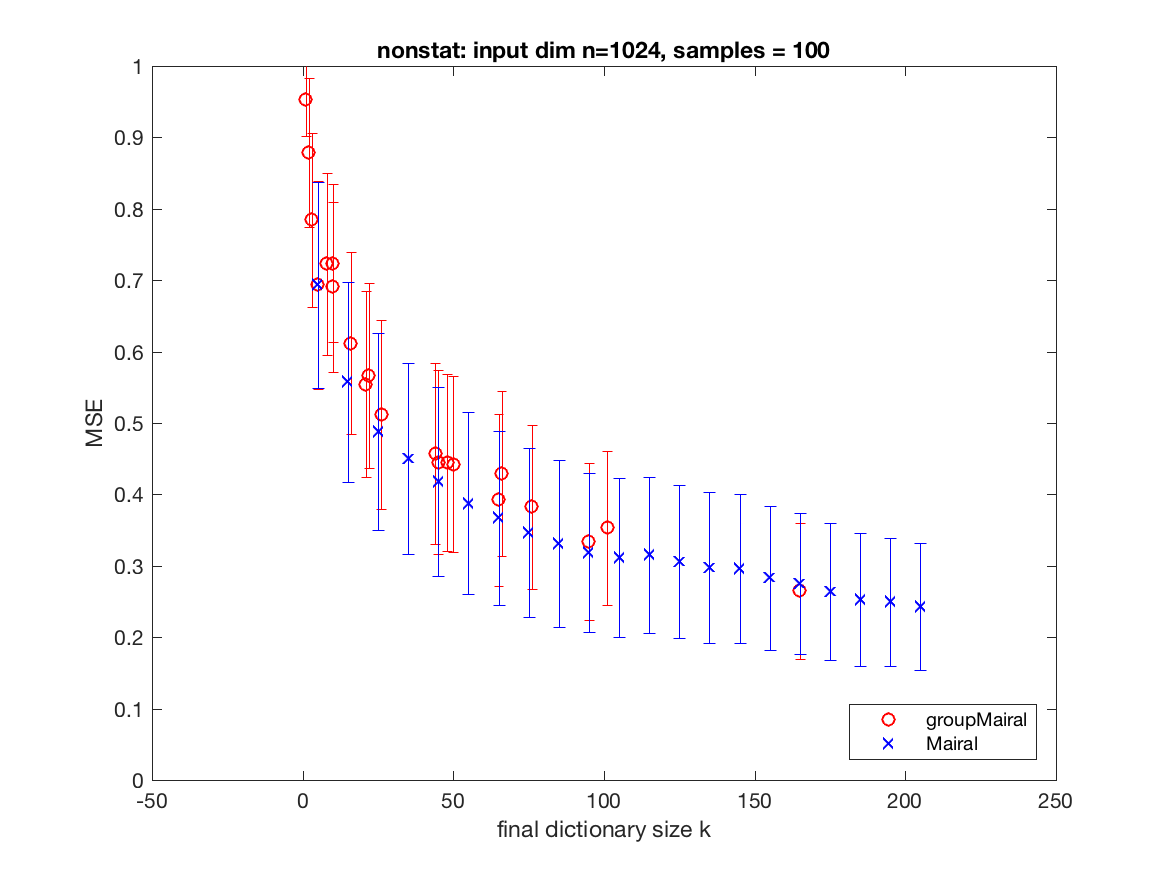 nonstat: input dim n=1024, samples = 100
1
0.9
0.8
0.7
0.6
0.5
0.4
0.3
0.2
0.1
0
MSE
-50 0 50 100 150 200 250
final dictionary size k
groupMairal
Mairal